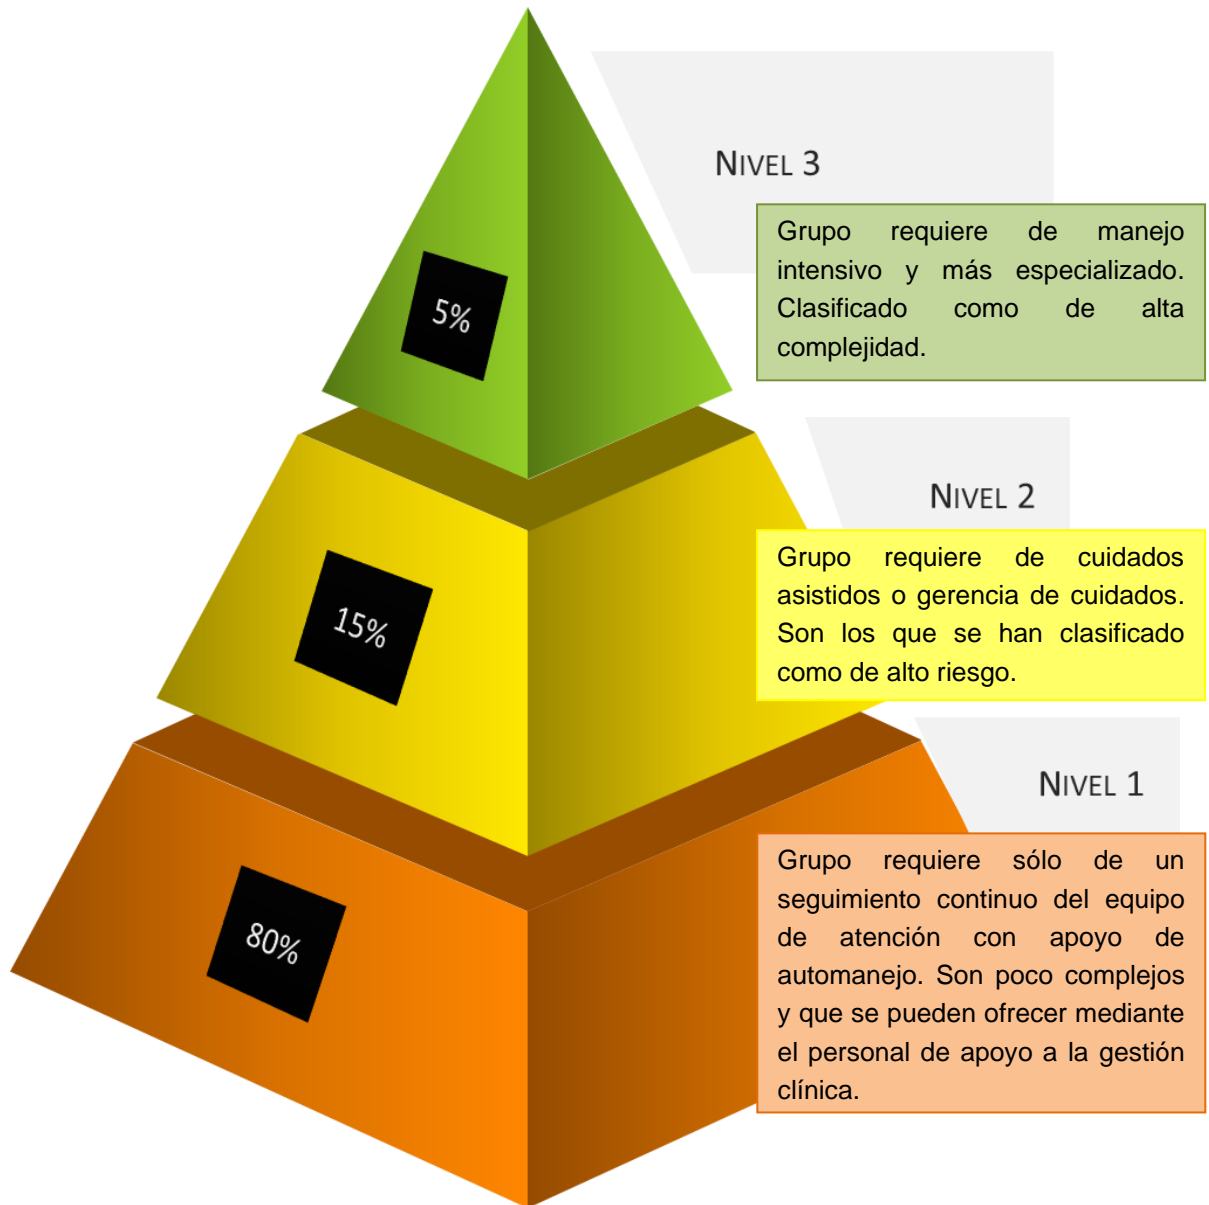 NIVEL 3
Grupo requiere de manejo
intensivo y más especializado.
Clasificado como de alta
complejidad.
5%
NIVEL 2
Grupo requiere de cuidados
asistidos o gerencia de cuidados.
Son los que se han clasificado
como de alto riesgo.
15%
NIVEL 1
Grupo requiere sólo de un
seguimiento continuo del equipo
de atención con apoyo de
automanejo. Son poco complejos
y que se pueden ofrecer mediante
el personal de apoyo a la gestión
clínica.
80%